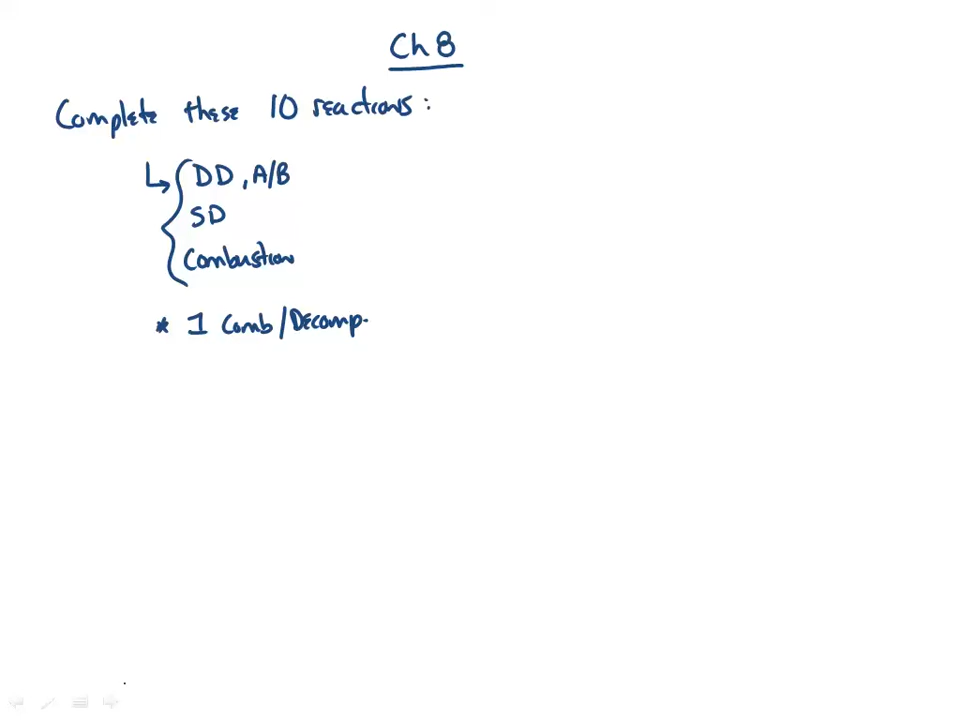 Ch 8
Complete these 10 reactions:
DD, A/B
SD
Combustion
* 1 Comb/Decomp.